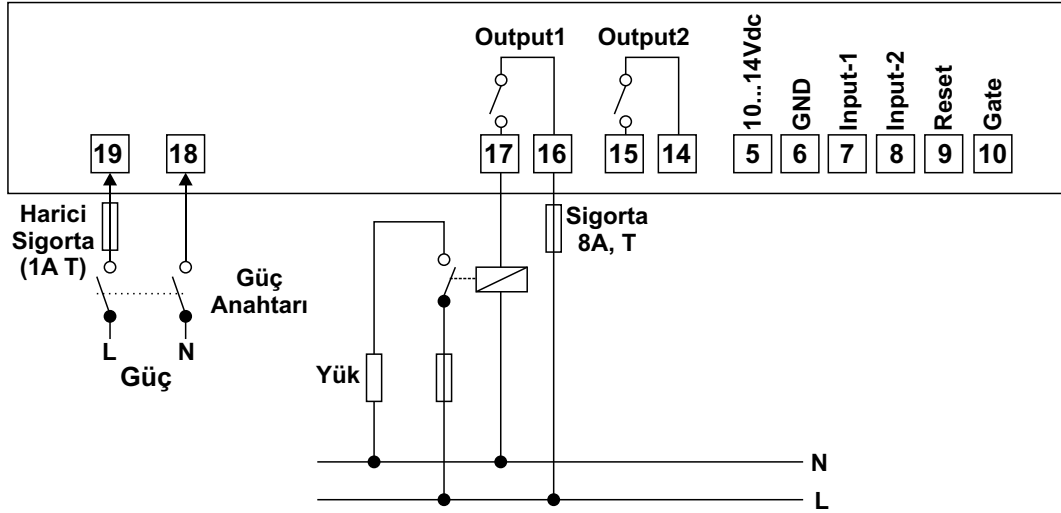 Output1
Output2
10...14Vdc
GND
Input-1
Input-2
Reset
Gate
19
18
17
16
15
14
5
6
7
8
9
10
Harici
Sigorta
(1A T)
Güç
Anahtarı
L
N
Güç
Sigorta
8A, T
Yük
N
L